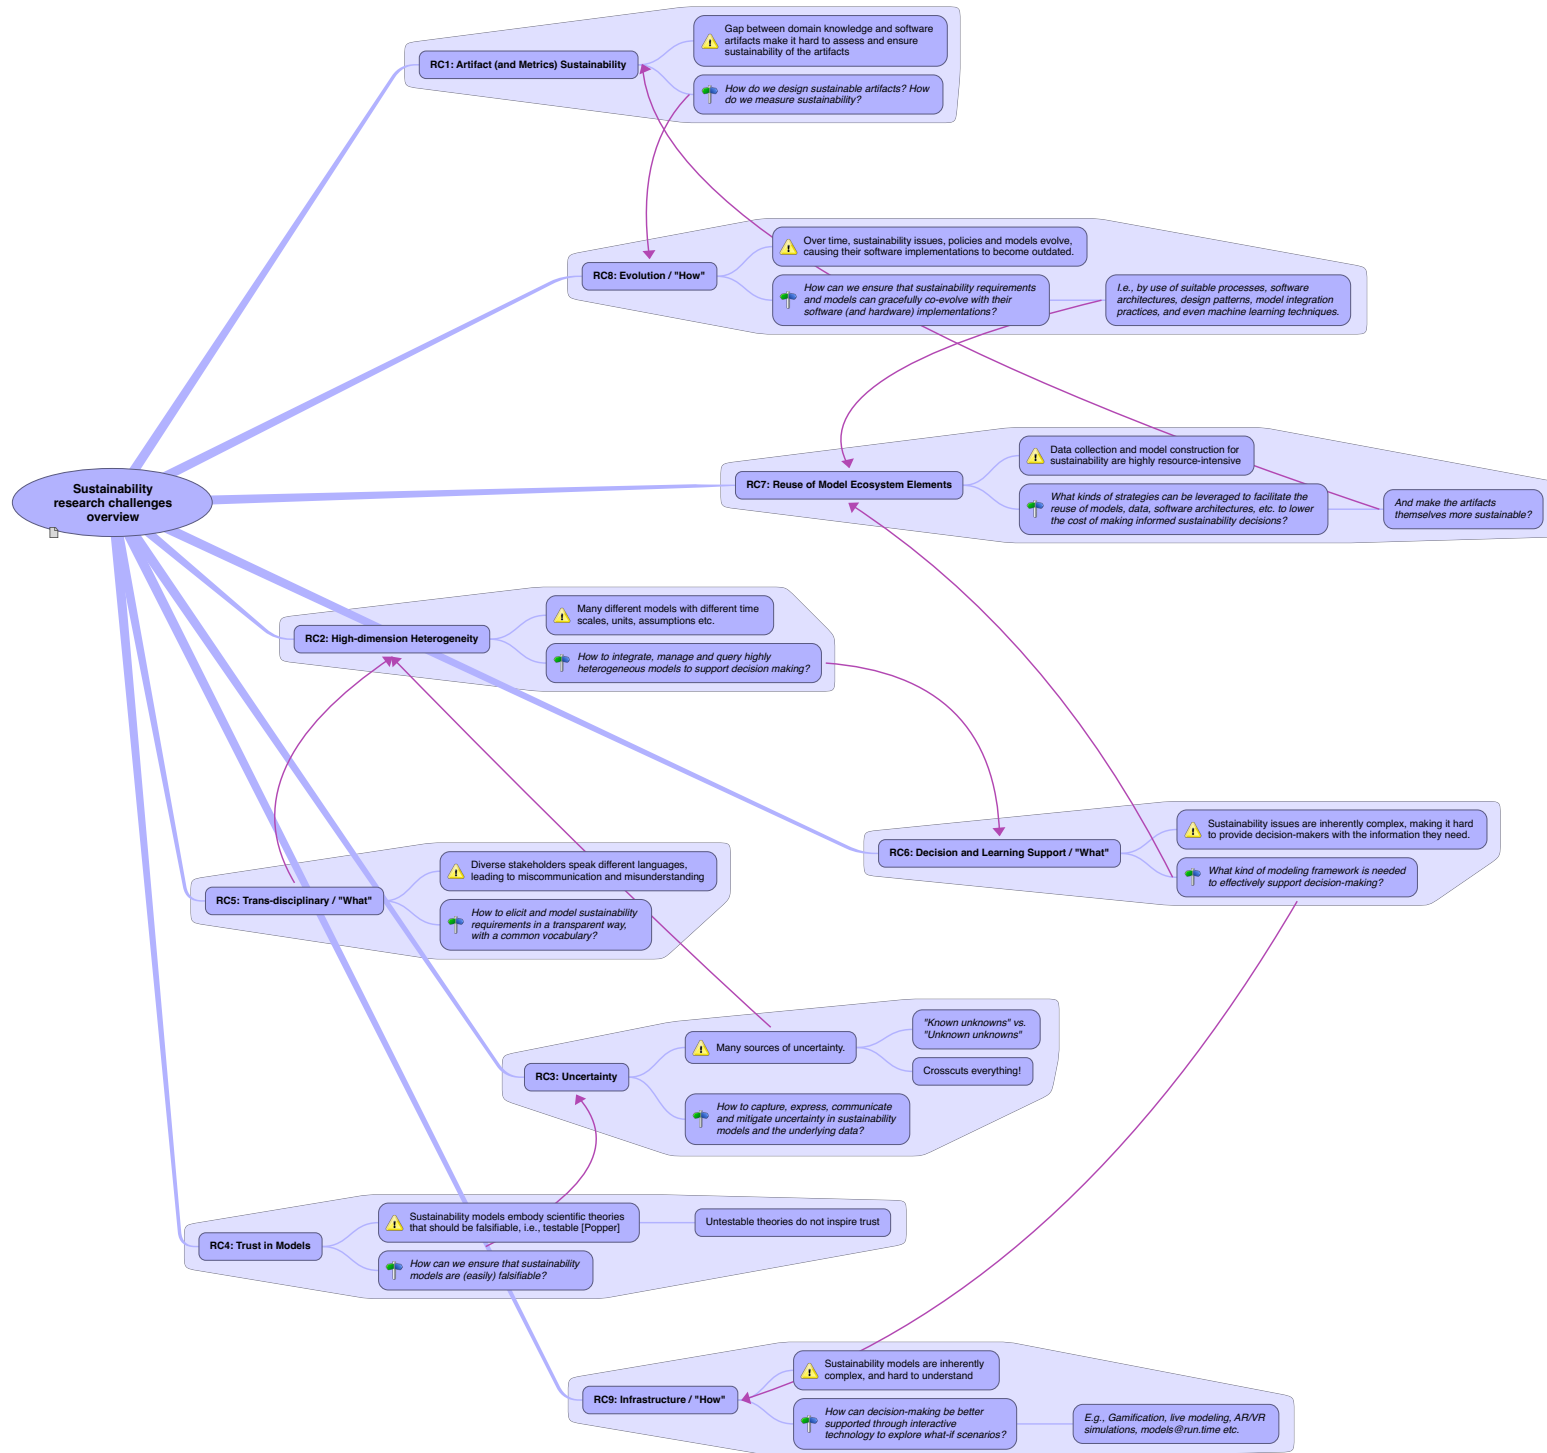 Gap between domain knowledge and software
artifacts make it hard to assess and ensure
sustainability of the artifacts
RC1: Artifact (and Metrics) Sustainability
How do we design sustainable artifacts? How
do we measure sustainability?
Over time, sustainability issues, policies and models evolve,
causing their software implementations to become outdated.
RC8: Evolution / "How"
How can we ensure that sustainability requirements
and models can gracefully co-evolve with their
software (and hardware) implementations?
I.e., by use of suitable processes, software
architectures, design patterns, model integration
practices, and even machine learning techniques.
Data collection and model construction for
sustainability are highly resource-intensive
RC7: Reuse of Model Ecosystem Elements
What kinds of strategies can be leveraged to facilitate the
reuse of models, data, software architectures, etc. to lower
the cost of making informed sustainability decisions?
And make the artifacts
themselves more sustainable?
Sustainability
research challenges
overview
Many different models with different time
scales, units, assumptions etc.
RC2: High-dimension Heterogeneity
How to integrate, manage and query highly
heterogeneous models to support decision making?
Sustainability issues are inherently complex, making it hard
to provide decision-makers with the information they need.
RC6: Decision and Learning Support / "What"
What kind of modeling framework is needed
to effectively support decision-making?
Diverse stakeholders speak different languages,
leading to miscommunication and misunderstanding
RC5: Trans-disciplinary / "What"
How to elicit and model sustainability
requirements in a transparent way,
with a common vocabulary?
"Known unknowns" vs.
"Unknown unknowns"
Many sources of uncertainty.
Crosscuts everything!
RC3: Uncertainty
How to capture, express, communicate
and mitigate uncertainty in sustainability
models and the underlying data?
Sustainability models embody scientific theories
that should be falsifiable, i.e., testable [Popper]
Untestable theories do not inspire trust
RC4: Trust in Models
How can we ensure that sustainability
models are (easily) falsifiable?
Sustainability models are inherently
complex, and hard to understand
RC9: Infrastructure / "How"
How can decision-making be better
supported through interactive
technology to explore what-if scenarios?
E.g., Gamification, live modeling, AR/VR
simulations, models@run.time etc.